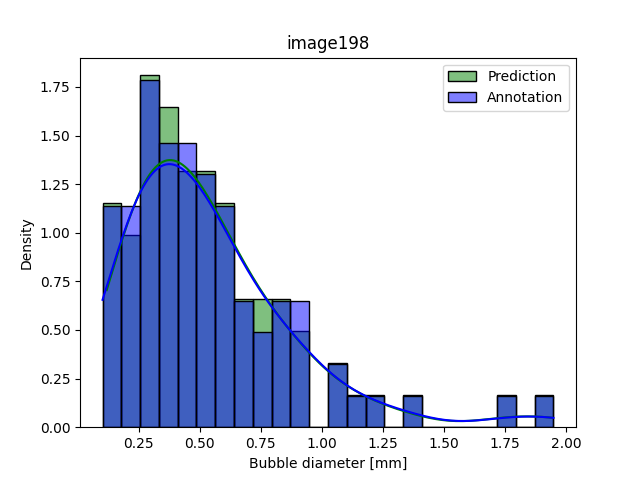 image198
Prediction
Annotation
Density
1.75
1.50
1.25
1.00
0.75
0.50
0.25
0.00
0.25 0.50 0.75 1.00 1.25 1.50 1.75 2.00
Bubble diameter [mm]